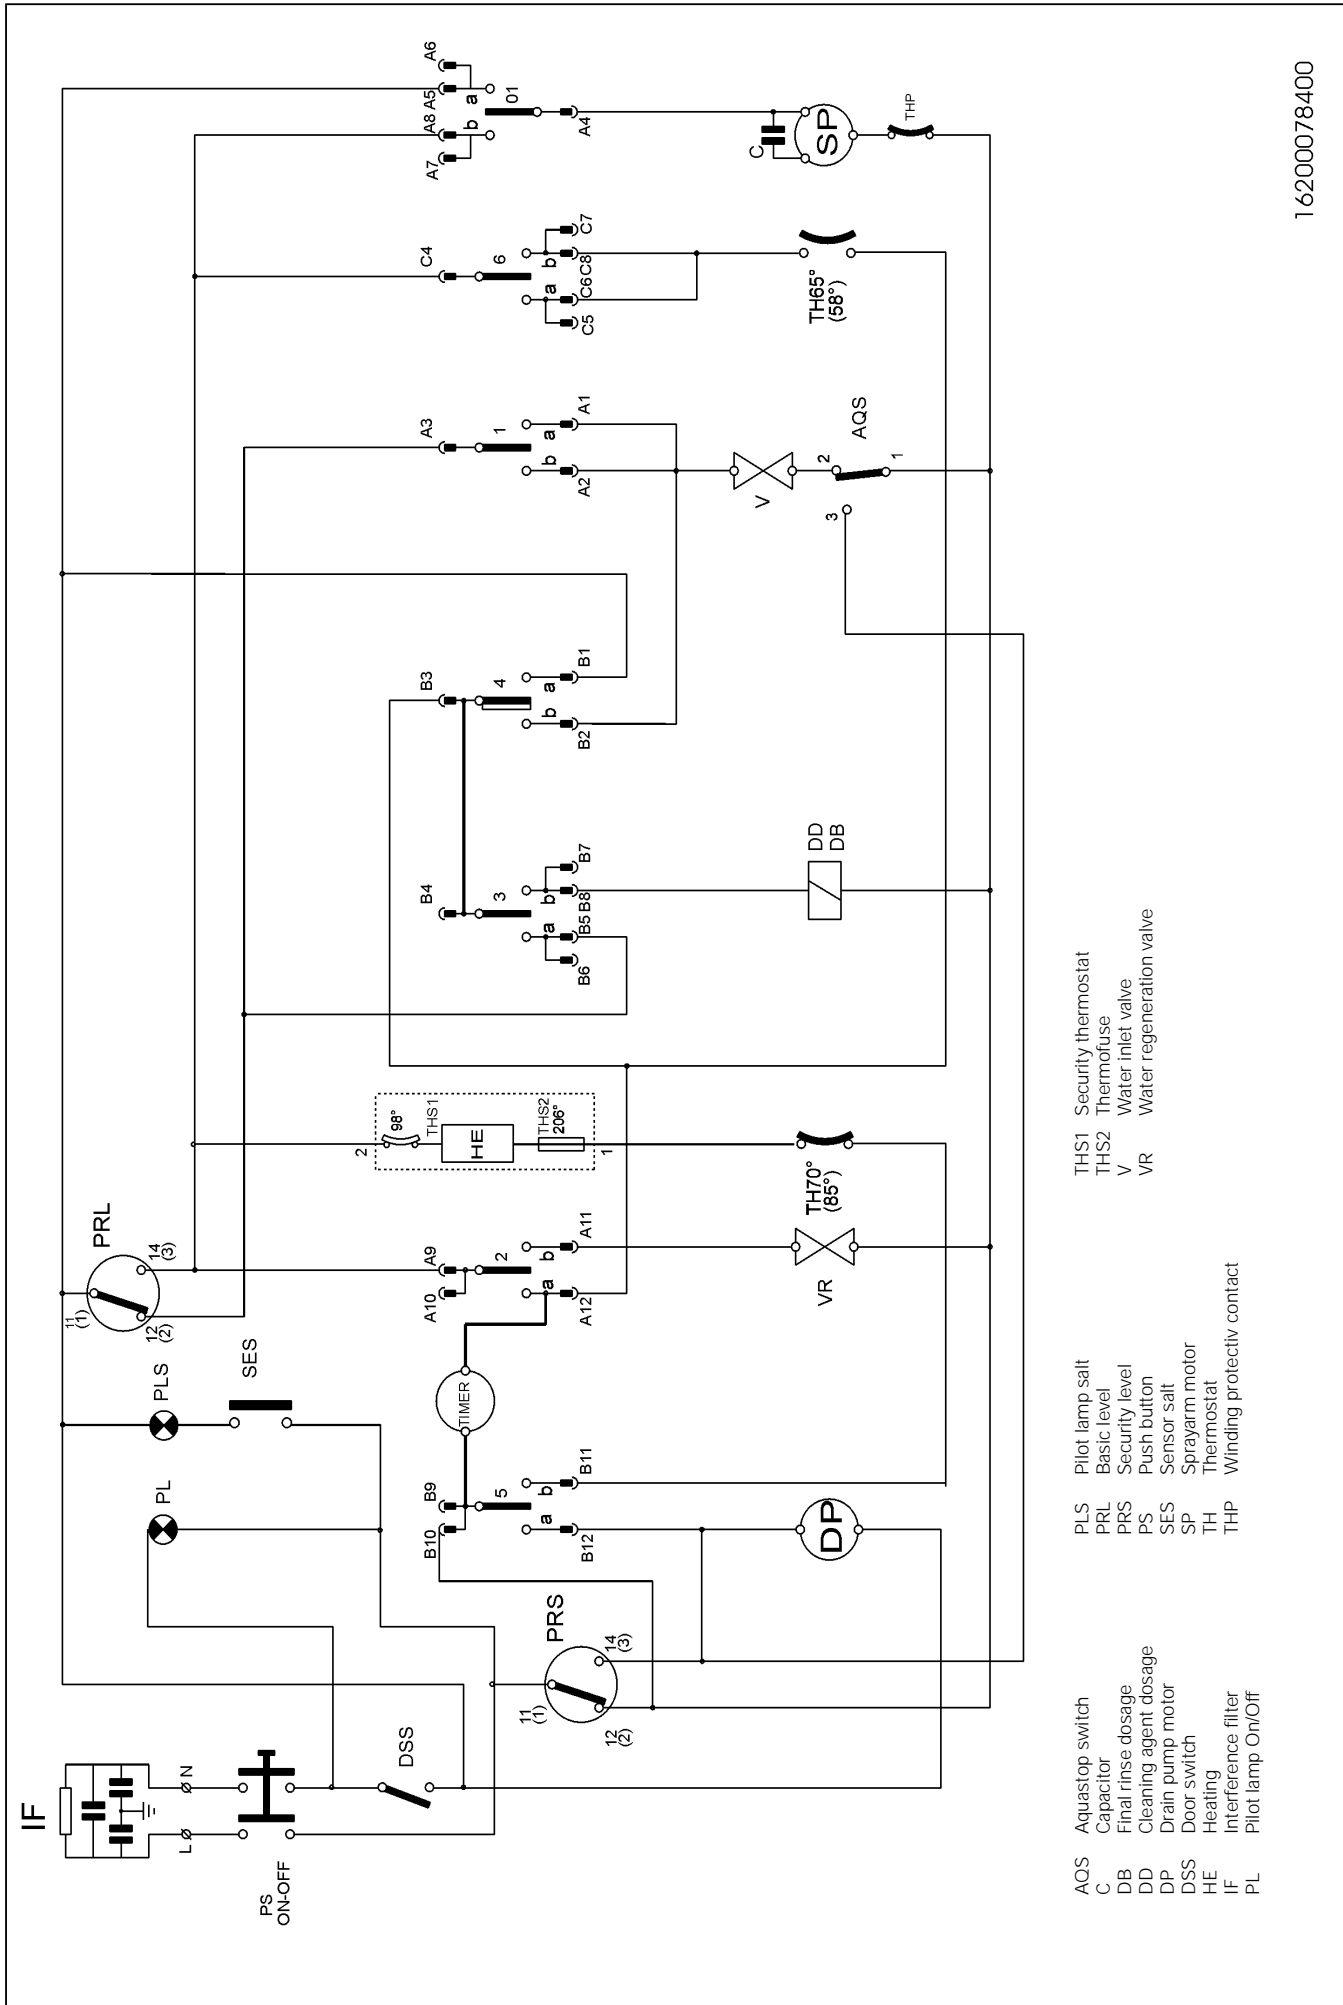 IF
L
N
PS
ON-OFF
DSS
PL
PLS
SES
PRL
11
(1)
12
(2)
14
(3)
PRS
11
(1)
12
(2)
14
(3)
B10
B9
5
a
b
B12
B11
DP
TIMER
A10
A9
2
a
b
A12
A11
VR
2
98°
THS1
HE
THS2
206°
1
TH70°
(85°)
B4
3
a
b
B6
B5
B8
B7
DD
DB
B3
4
b
a
B2
B1
A3
1
b
a
A2
A1
V
AQS
2
1
3
C4
6
a
b
C5
C6
C8
C7
TH65°
(58°)
A7
A8
A5
A6
b
a
01
A4
C
SP
THP
AQS Aquastop switch
C Capacitor
DB Final rinse dosage
DD Cleaning agent dosage
DP Drain pump motor
DSS Door switch
HE Heating
IF Interference filter
PL Pilot lamp On/Off
PLS Pilot lamp salt
PRL Basic level
PRS Security level
PS Push button
SES Sensor salt
SP Sprayarm motor
TH Thermostat
THP Winding protectiv contact
THS1 Security thermostat
THS2 Thermofuse
V Water inlet valve
VR Water regeneration valve
16200078400